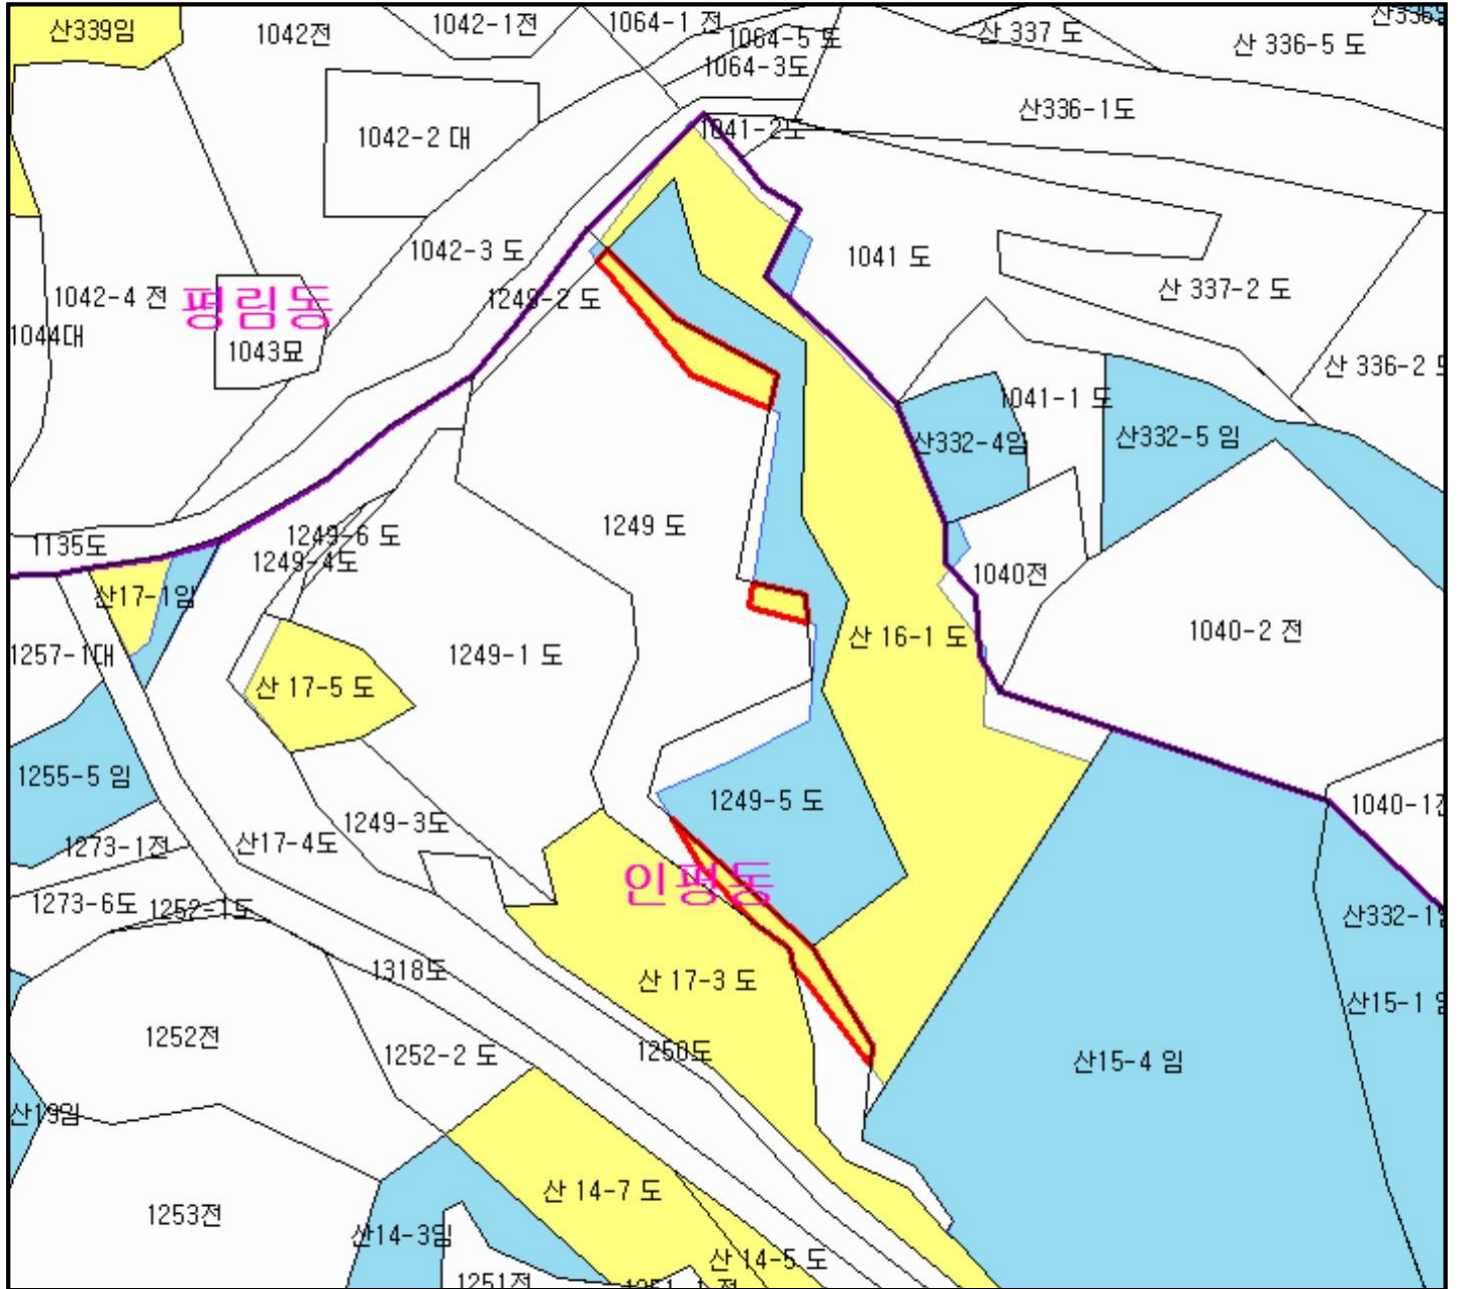 산339임
1042전
1042-1전
1064-1 전
1064-5 도
1064-3도
산 337 도
산 336-5 도
산336-1도
1042-2 대
1041-2도
1042-3 도
1041 도
산 337-2 도
1042-4 전
평림동
1249-2 도
1044대
1043묘
산 336-2
1041-1 도
산332-4임
산332-5 임
1249 도
1249-6 도
1135도
1249-4도
1040전
산17-1임
산 16-1 도
1040-2 전
1257-1대
1249-1 도
산 17-5 도
1255-5 임
1249-5 도
1040-1전
1249-3도
산17-4도
1273-1전
인평동
1273-6도
1252-1도
산332-1임
1318도
산 17-3 도
산15-1 임
1252전
1252-2 도
1250도
산15-4 임
산19임
산 14-7 도
1253전
산14-3임
산 14-5 도
1251전